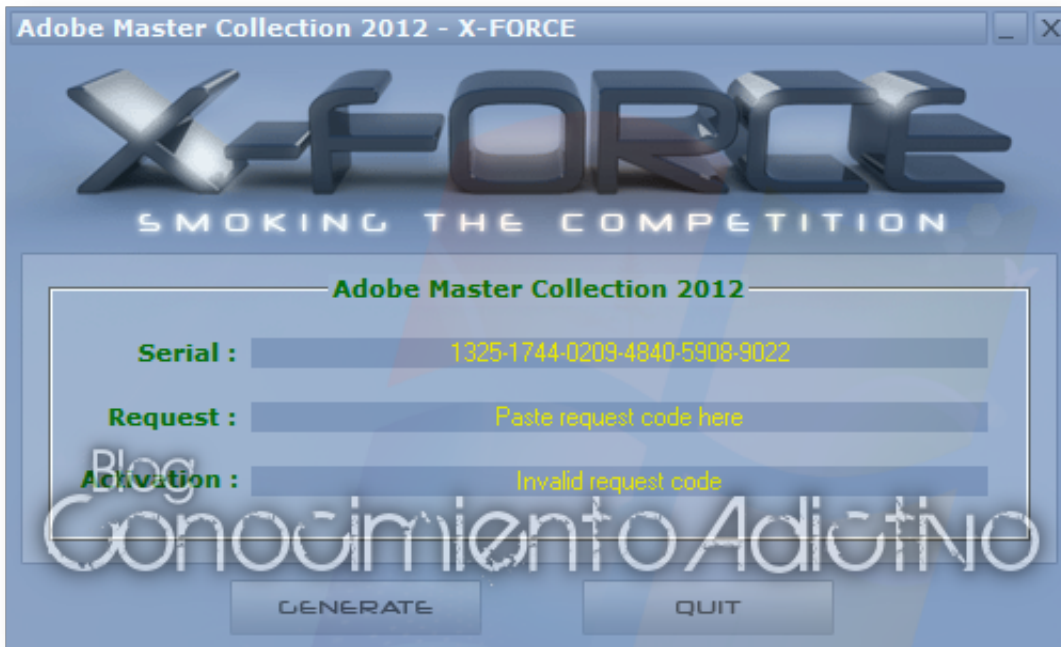 Adobe Master Collection 2012 - X-FORCE
X-FORCE
SMOKING THE COMPETITION
Adobe Master Collection 2012
Serial : 1325-1744-0209-4840-5908-9022
Request : Paste request code here
Blog
Activation : Invalid request code
Conocimiento Adictivo
GENERATE QUIT